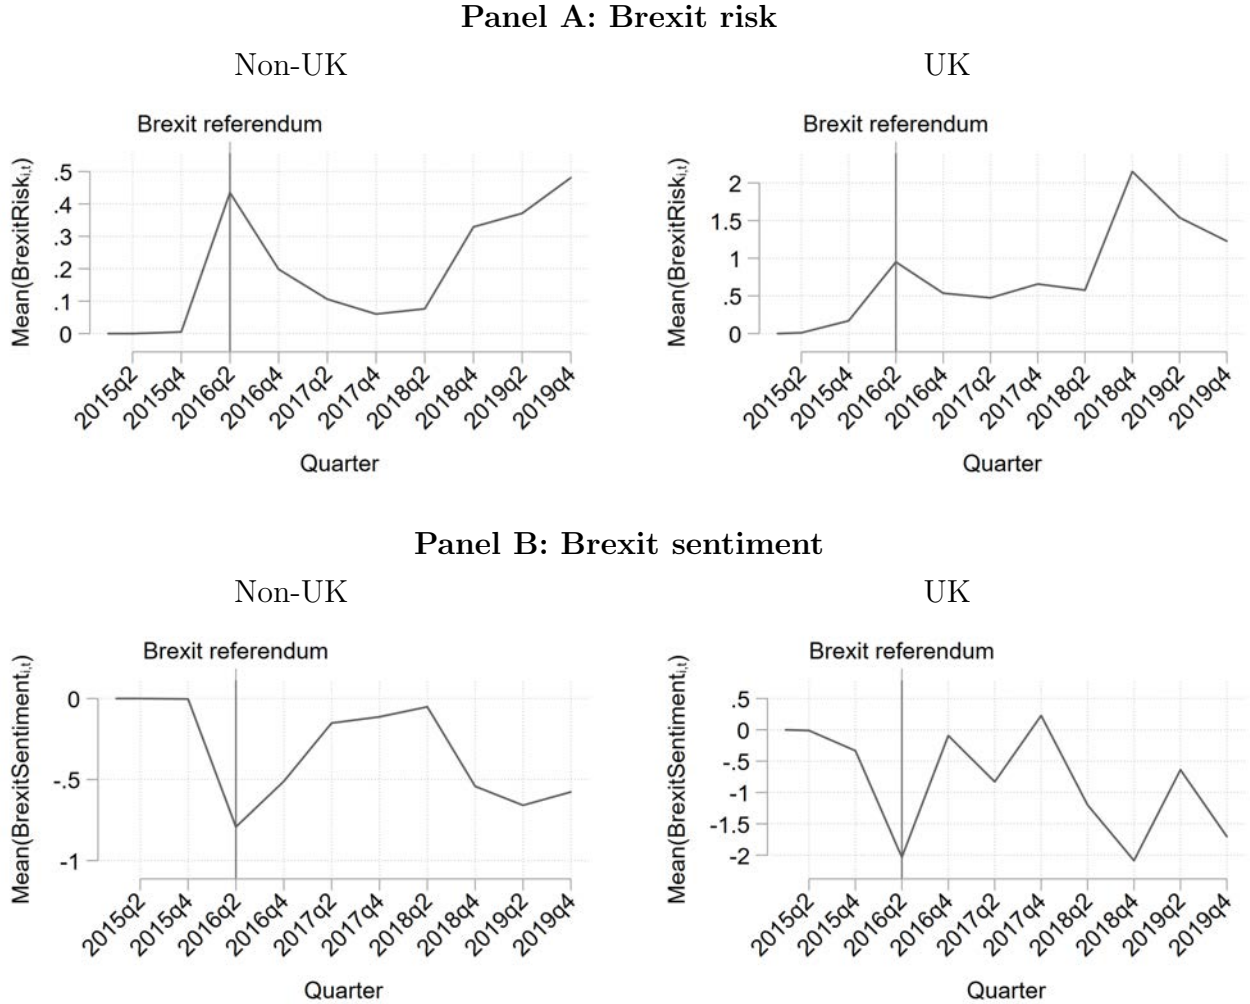 Panel A: Brexit risk
Non-UK
UK
Brexit referendum
Mean(BrexitRisk_{i,t})
.5
.4
.3
.2
.1
0
2015q2
2015q4
2016q2
2016q4
2017q2
2017q4
2018q2
2018q4
2019q2
2019q4
Quarter
Brexit referendum
Mean(BrexitRisk_{i,t})
2
1.5
1
.5
0
2015q2
2015q4
2016q2
2016q4
2017q2
2017q4
2018q2
2018q4
2019q2
2019q4
Quarter
Panel B: Brexit sentiment
Non-UK
UK
Brexit referendum
Mean(BrexitSentiment_{i,t})
0
-.5
-1
2015q2
2015q4
2016q2
2016q4
2017q2
2017q4
2018q2
2018q4
2019q2
2019q4
Quarter
Brexit referendum
Mean(BrexitSentiment_{i,t})
.5
0
-.5
-1
-1.5
-2
2015q2
2015q4
2016q2
2016q4
2017q2
2017q4
2018q2
2018q4
2019q2
2019q4
Quarter